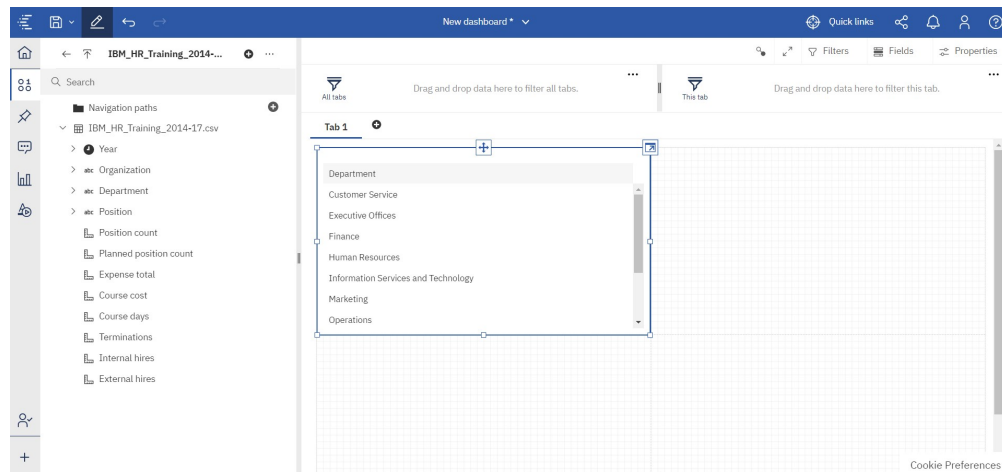 New dashboard *
Quick links
IBM_HR_Training_2014-...
Filters
Fields
Properties
Search
Navigation paths
IBM_HR_Training_2014-17.csv
Year
abc Organization
abc Department
abc Position
Position count
Planned position count
Expense total
Course cost
Course days
Terminations
Internal hires
External hires
All tabs
Drag and drop data here to filter all tabs.
This tab
Drag and drop data here to filter this tab.
Tab 1
Department
Customer Service
Executive Offices
Finance
Human Resources
Information Services and Technology
Marketing
Operations
Cookie Preferences